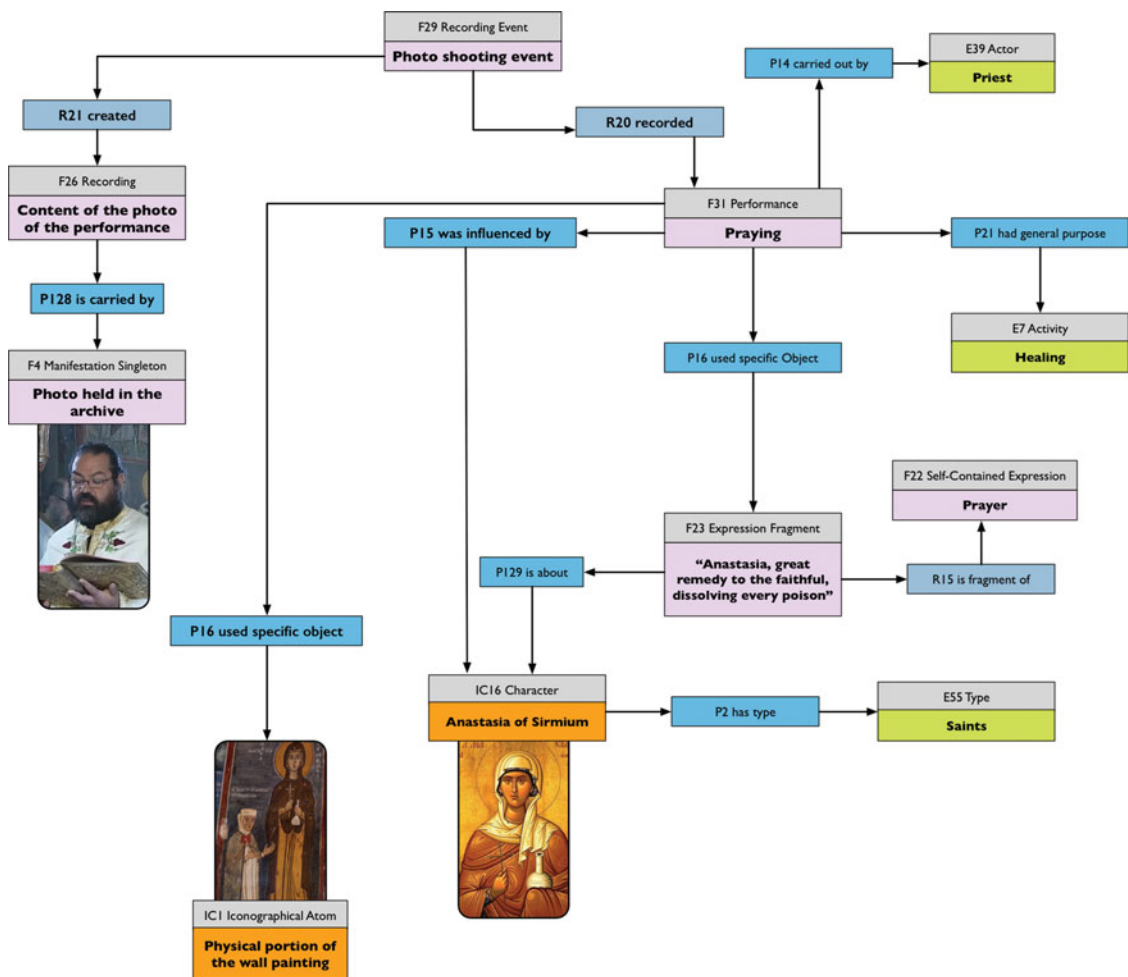 F29 Recording Event
Photo shooting event
P14 carried out by
E39 Actor
Priest
R21 created
R20 recorded
F26 Recording
Content of the photo
of the performance
F31 Performance
Praying
P15 was influenced by
P21 had general purpose
P128 is carried by
E7 Activity
Healing
F4 Manifestation Singleton
Photo held in the
archive
P16 used specific Object
F22 Self-Contained Expression
Prayer
F23 Expression Fragment
“Anastasia, great
remedy to the faithful,
dissolving every poison”
P129 is about
R15 is fragment of
P16 used specific object
IC16 Character
Anastasia of Sirmium
P2 has type
E55 Type
Saints
IC1 Iconographical Atom
Physical portion of
the wall painting